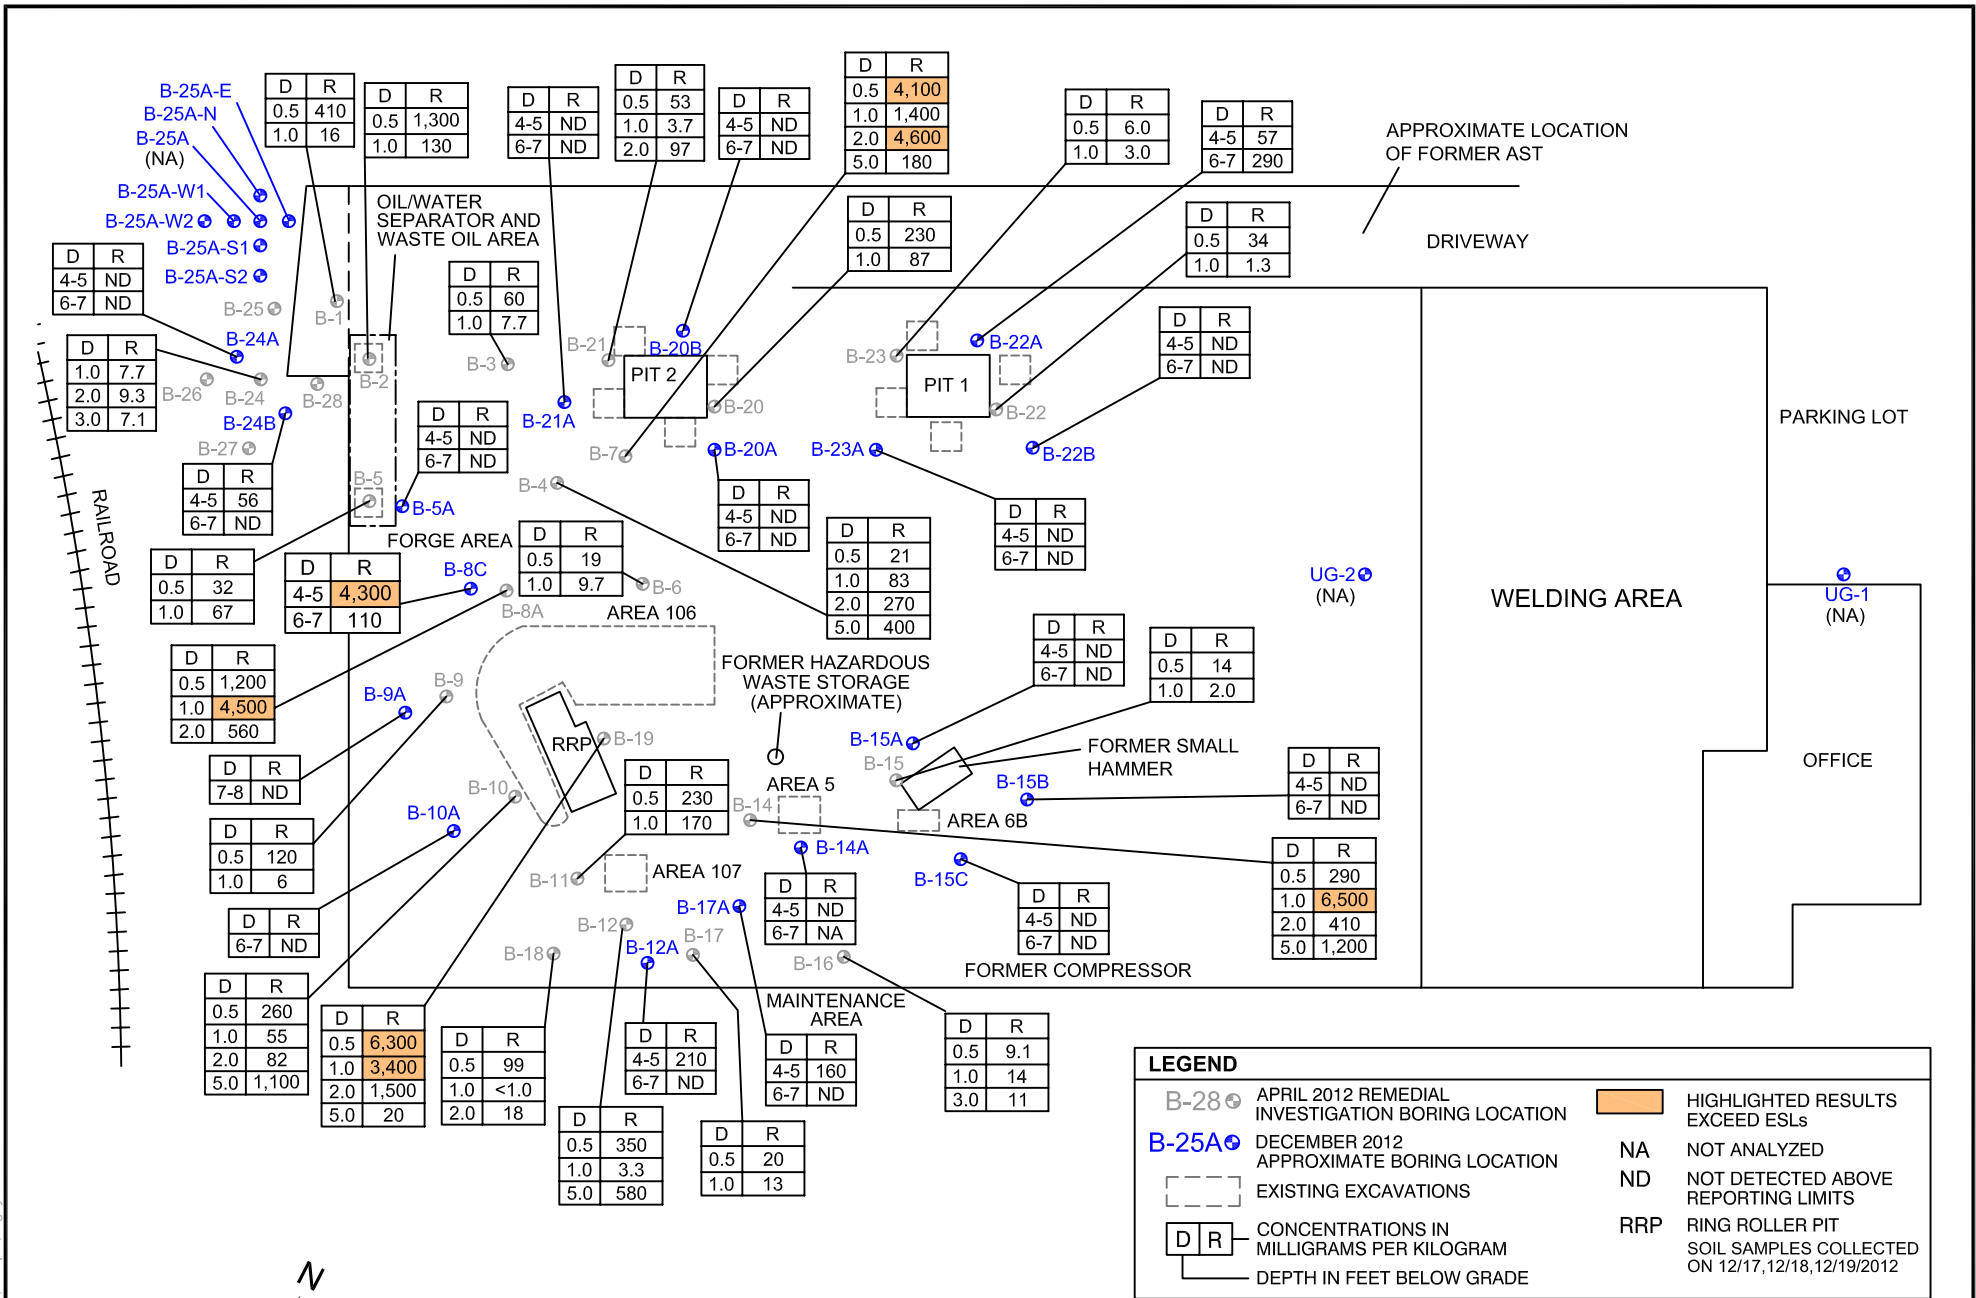 B-25A-E
B-25A-N
B-25A
(NA)
B-25A-W1
B-25A-W2
B-25A-S1
B-25A-S2
D R
0.5 410
1.0 16
D R
0.5 1,300
1.0 130
D R
4-5 ND
6-7 ND
D R
0.5 53
1.0 3.7
2.0 97
D R
4-5 ND
6-7 ND
D R
0.5 4,100
1.0 1,400
2.0 4,600
5.0 180
D R
0.5 6.0
1.0 3.0
D R
4-5 57
6-7 290
APPROXIMATE LOCATION
OF FORMER AST
OIL/WATER
SEPARATOR AND
WASTE OIL AREA
D R
0.5 230
1.0 87
D R
0.5 34
1.0 1.3
DRIVEWAY
D R
4-5 ND
6-7 ND
D R
0.5 60
1.0 7.7
B-25
B-1
B-24A
D R
1.0 7.7
2.0 9.3
3.0 7.1
B-26
B-24
B-28
B-2
B-3
B-21
B-20B
PIT 2
B-20
B-21A
B-23
B-22A
PIT 1
B-22
D R
4-5 ND
6-7 ND
PARKING LOT
B-24B
B-27
D R
4-5 ND
6-7 ND
B-7
B-20A
B-23A
B-22B
D R
4-5 56
6-7 ND
B-5
B-5A
B-4
D R
4-5 ND
6-7 ND
D R
4-5 ND
6-7 ND
RAILROAD
FORGE AREA
D R
0.5 19
1.0 9.7
B-6
D R
0.5 21
1.0 83
2.0 270
5.0 400
D R
0.5 32
1.0 67
D R
4-5 4,300
6-7 110
B-8C
B-8A
AREA 106
UG-2
(NA)
WELDING AREA
UG-1
(NA)
D R
0.5 1,200
1.0 4,500
2.0 560
B-9A
B-9
FORMER HAZARDOUS
WASTE STORAGE
(APPROXIMATE)
D R
4-5 ND
6-7 ND
D R
0.5 14
1.0 2.0
RRP
B-19
B-15A
B-15
FORMER SMALL
HAMMER
OFFICE
D R
7-8 ND
B-10
B-10A
D R
0.5 230
1.0 170
AREA 5
B-14
B-15B
AREA 6B
D R
4-5 ND
6-7 ND
D R
0.5 120
1.0 6
B-11
AREA 107
B-14A
B-15C
D R
0.5 290
1.0 6,500
2.0 410
5.0 1,200
D R
6-7 ND
B-17A
D R
4-5 ND
6-7 NA
D R
4-5 ND
6-7 ND
B-12
B-18
B-12A
B-17
B-16
FORMER COMPRESSOR
D R
0.5 260
1.0 55
2.0 82
5.0 1,100
D R
0.5 6,300
1.0 3,400
2.0 1,500
5.0 20
D R
0.5 99
1.0 <1.0
2.0 18
D R
4-5 210
6-7 ND
MAINTENANCE
AREA
D R
4-5 160
6-7 ND
D R
0.5 9.1
1.0 14
3.0 11
D R
0.5 350
1.0 3.3
5.0 580
D R
0.5 20
1.0 13
N
LEGEND
B-28 APRIL 2012 REMEDIAL
INVESTIGATION BORING LOCATION
B-25A DECEMBER 2012
APPROXIMATE BORING LOCATION
EXISTING EXCAVATIONS
D R CONCENTRATIONS IN
MILLIGRAMS PER KILOGRAM
DEPTH IN FEET BELOW GRADE
HIGHLIGHTED RESULTS
EXCEED ESLs
NA NOT ANALYZED
ND NOT DETECTED ABOVE
REPORTING LIMITS
RRP RING ROLLER PIT
SOIL SAMPLES COLLECTED
ON 12/17,12/18,12/19/2012